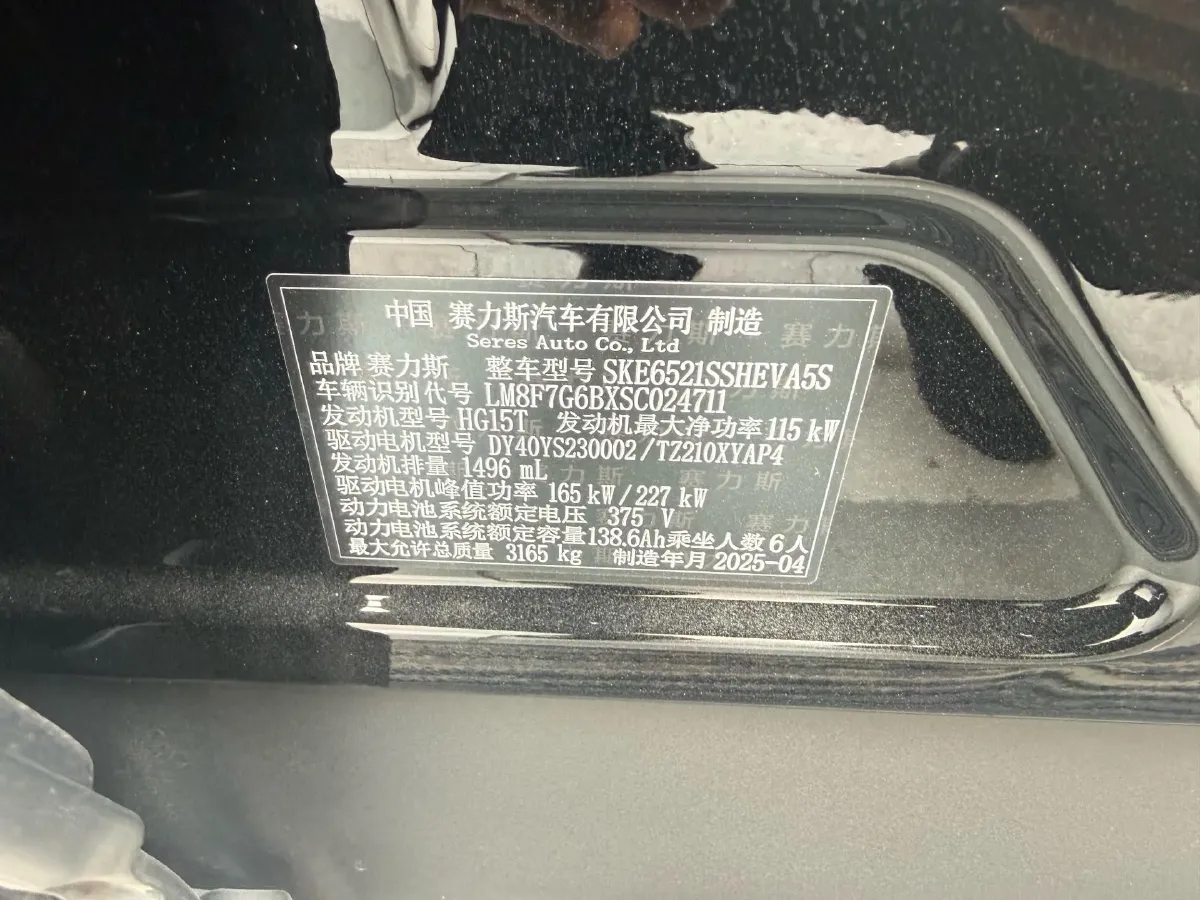 中国 赛力斯汽车有限公司 制造
Seres Auto Co., Ltd
品牌 赛力斯 整车型号 SKE6521SSHEVA5S
车辆识别代号 LM8F7G6BXSC024711
发动机型号 HG15T 发动机最大净功率 115 kW
驱动电机型号 DY40YS230002/TZ210XYAP4
发动机排量 1496 mL
驱动电机峰值功率 165 kW/227 kW
动力电池系统额定电压 375 V
动力电池系统额定容量 138.6Ah 乘坐人数 6 人
最大允许总质量 3165 kg 制造年月 2025-04